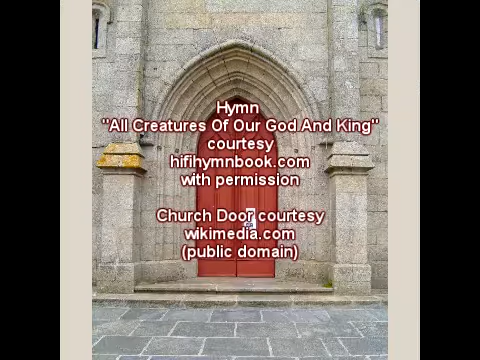 Hymn
"All Creatures Of Our God And King"
courtesy
hifihymnbook.com
with permission
Church Door courtesy
wikimedia.com
(public domain)